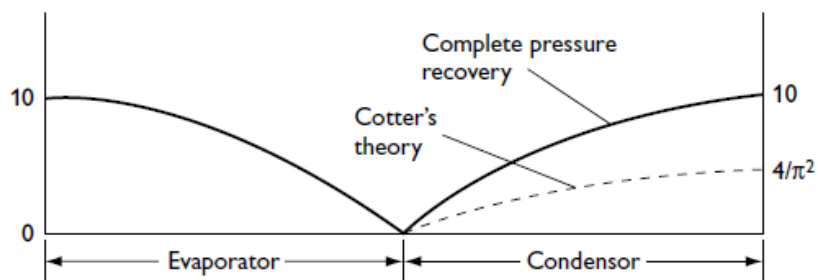 Complete pressure
recovery
10
10
Cotter's
theory
4/π²
0
Evaporator
Condensor